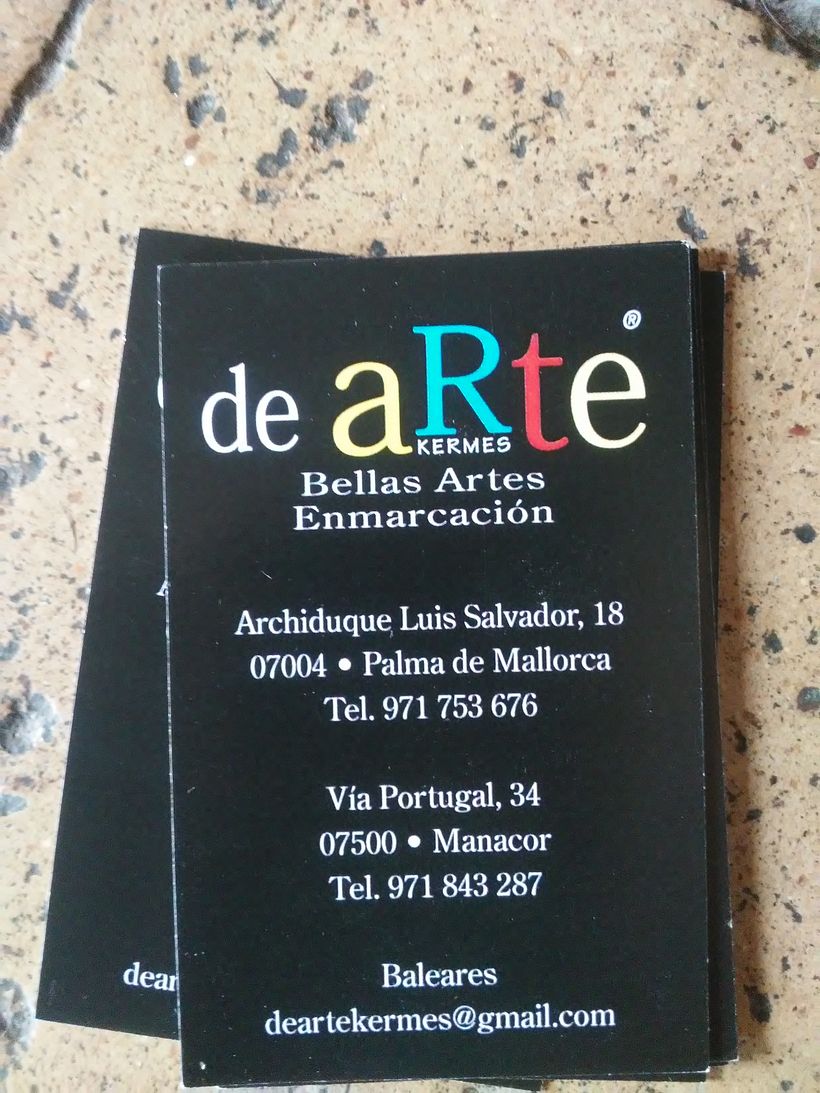 de aRte ®
KERMES
Bellas Artes
Enmarcación
Archiduque Luis Salvador, 18
07004 • Palma de Mallorca
Tel. 971 753 676
Vía Portugal, 34
07500 • Manacor
Tel. 971 843 287
Baleares
deartekermes@gmail.com
dear